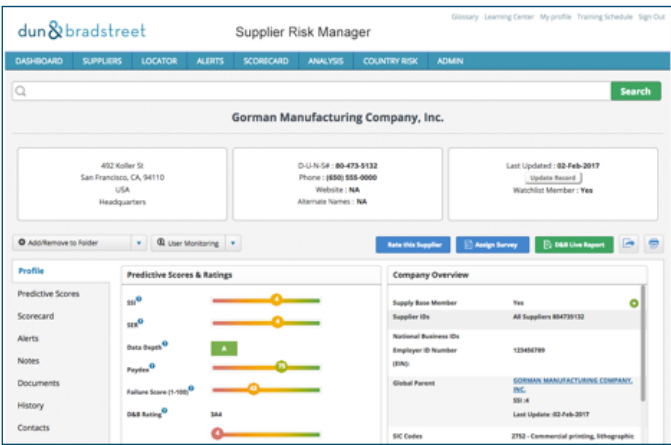 Glossary Learning Center My profile Training Schedule Sign Out
dun & bradstreet
Supplier Risk Manager
DASHBOARD SUPPLIERS LOCATOR ALERTS SCORECARD ANALYSIS COUNTRY RISK ADMIN
Search
Gorman Manufacturing Company, Inc.
492 Koller St
San Francisco, CA, 94110
USA
Headquarters
D-U-N-S# : 80-473-5132
Phone : (650) 555-0000
Website : NA
Alternate Names : NA
Last Updated : 02-Feb-2017
Update Record
Watchlist Member : Yes
Add/Remove to Folder
User Monitoring
Rate this Supplier
Assign Survey
D&B Live Report
Profile
Predictive Scores
Scorecard
Alerts
Notes
Documents
History
Contacts
Predictive Scores & Ratings
SSI
SER
Data Depth
A
Paydex
Failure Score (1-100)
D&B Rating
3A4
4
Company Overview
Supply Base Member Yes
Supplier IDs All Suppliers 804735132
National Business IDs
Employer ID Number 123456789
(EIN):
Global Parent GORMAN MANUFACTURING COMPANY, INC.
SSI :4
Last Update :02-Feb-2017
SIC Codes 2752 - Commercial printing, lithographic